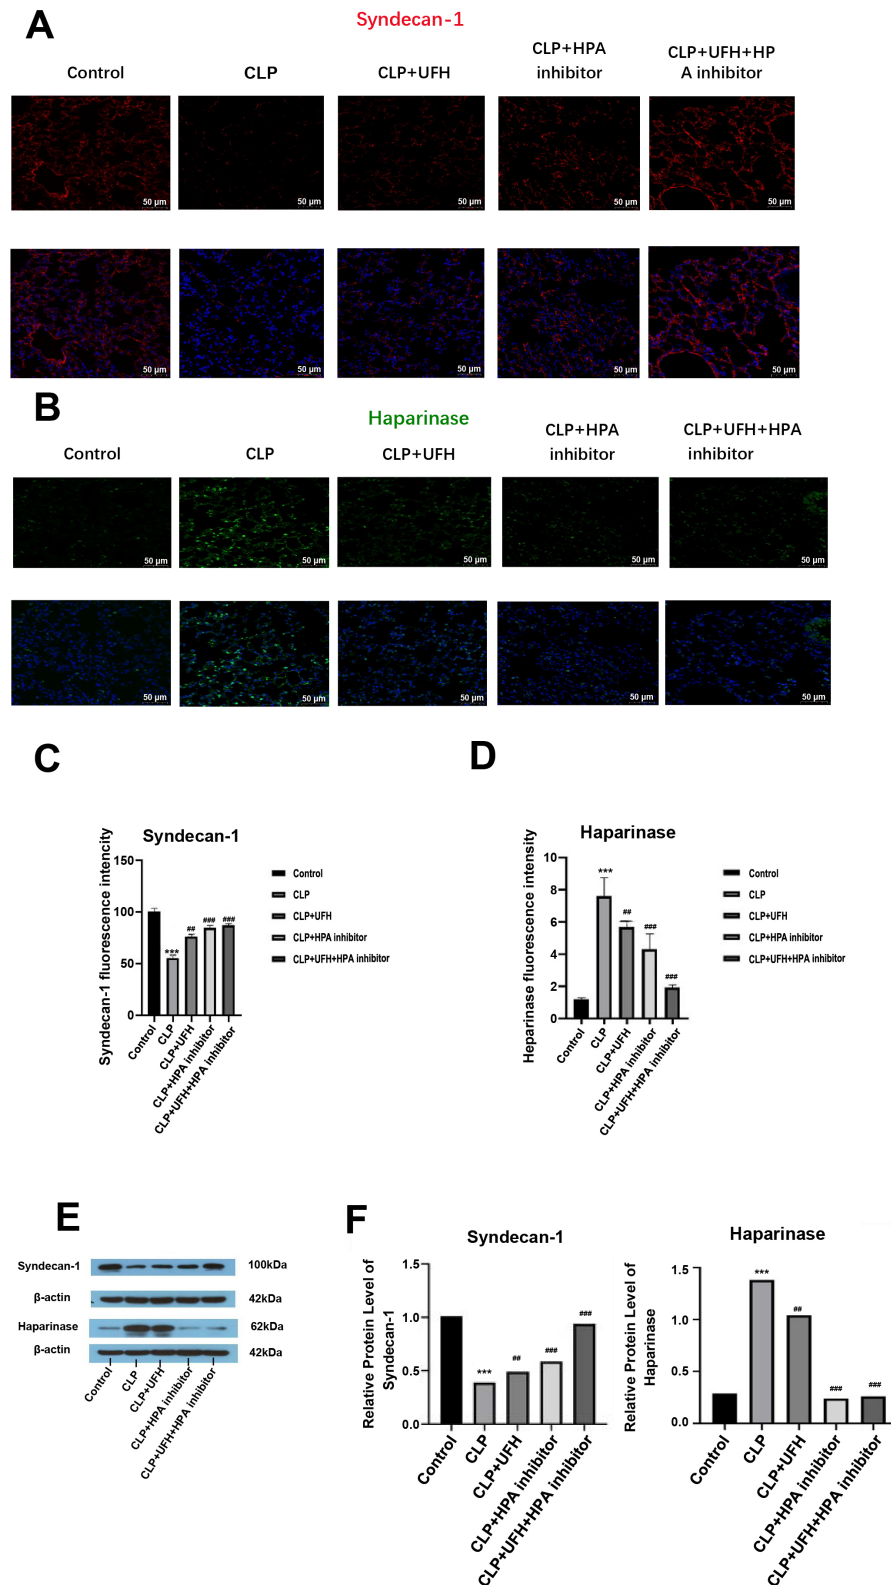 A
Syndecan-1
Control
CLP
CLP+UFH
CLP+HPA
inhibitor
CLP+UFH+HP
A inhibitor
50 μm
50 μm
50 μm
50 μm
50 μm
50 μm
50 μm
50 μm
50 μm
50 μm
B
Haparinase
Control
CLP
CLP+UFH
CLP+HPA
inhibitor
CLP+UFH+HPA
inhibitor
50 μm
50 μm
50 μm
50 μm
50 μm
50 μm
50 μm
50 μm
50 μm
50 μm
C
Syndecan-1
Syndecan-1 fluorescence intencity
150
100
50
0
***
##
###
###
Control
CLP
CLP+UFH
CLP+HPA inhibitor
CLP+UFH+HPA inhibitor
Control
CLP
CLP+UFH
CLP+HPA inhibitor
CLP+UFH+HPA inhibitor
D
Haparinase
Heparinase fluorescence intensity
10
8
6
4
2
0
***
##
###
###
Control
CLP
CLP+UFH
CLP+HPA inhibitor
CLP+UFH+HPA inhibitor
Control
CLP
CLP+UFH
CLP+HPA inhibitor
CLP+UFH+HPA inhibitor
E
Syndecan-1
100kDa
β-actin
42kDa
Haparinase
62kDa
β-actin
42kDa
Control
CLP
CLP+UFH
CLP+HPA inhibitor
CLP+UFH+HPA inhibitor
F
Syndecan-1
Relative Protein Level of
Syndecan-1
1.5
1.0
0.5
0.0
***
##
###
###
Control
CLP
CLP+UFH
CLP+HPA inhibitor
CLP+UFH+HPA inhibitor
Haparinase
Relative Protein Level of
Haparinase
1.5
1.0
0.5
0.0
***
##
###
###
Control
CLP
CLP+UFH
CLP+HPA inhibitor
CLP+UFH+HPA inhibitor